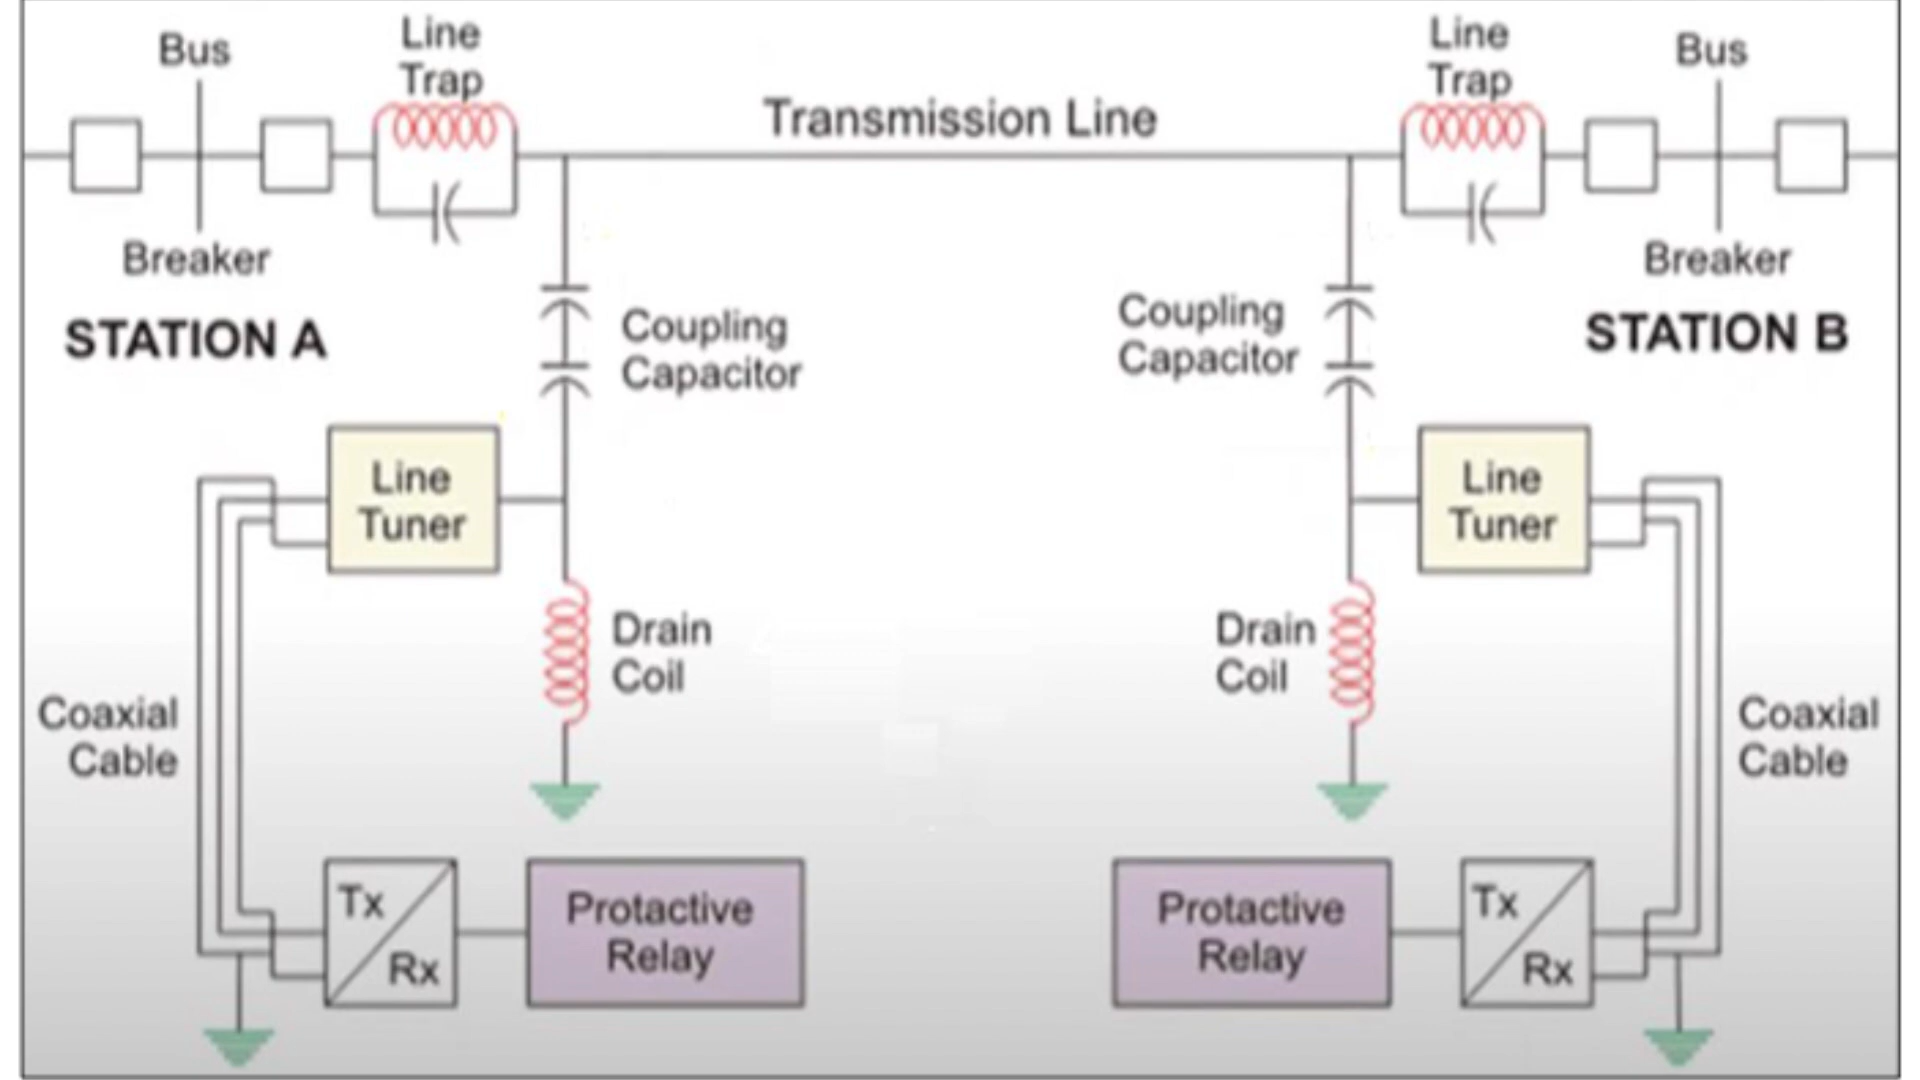 Bus
Line
Trap
Transmission Line
Line
Trap
Bus
Breaker
Breaker
STATION A
Coupling
Capacitor
Coupling
Capacitor
STATION B
Line
Tuner
Line
Tuner
Drain
Coil
Drain
Coil
Coaxial
Cable
Coaxial
Cable
Tx
Rx
Protactive
Relay
Protactive
Relay
Tx
Rx